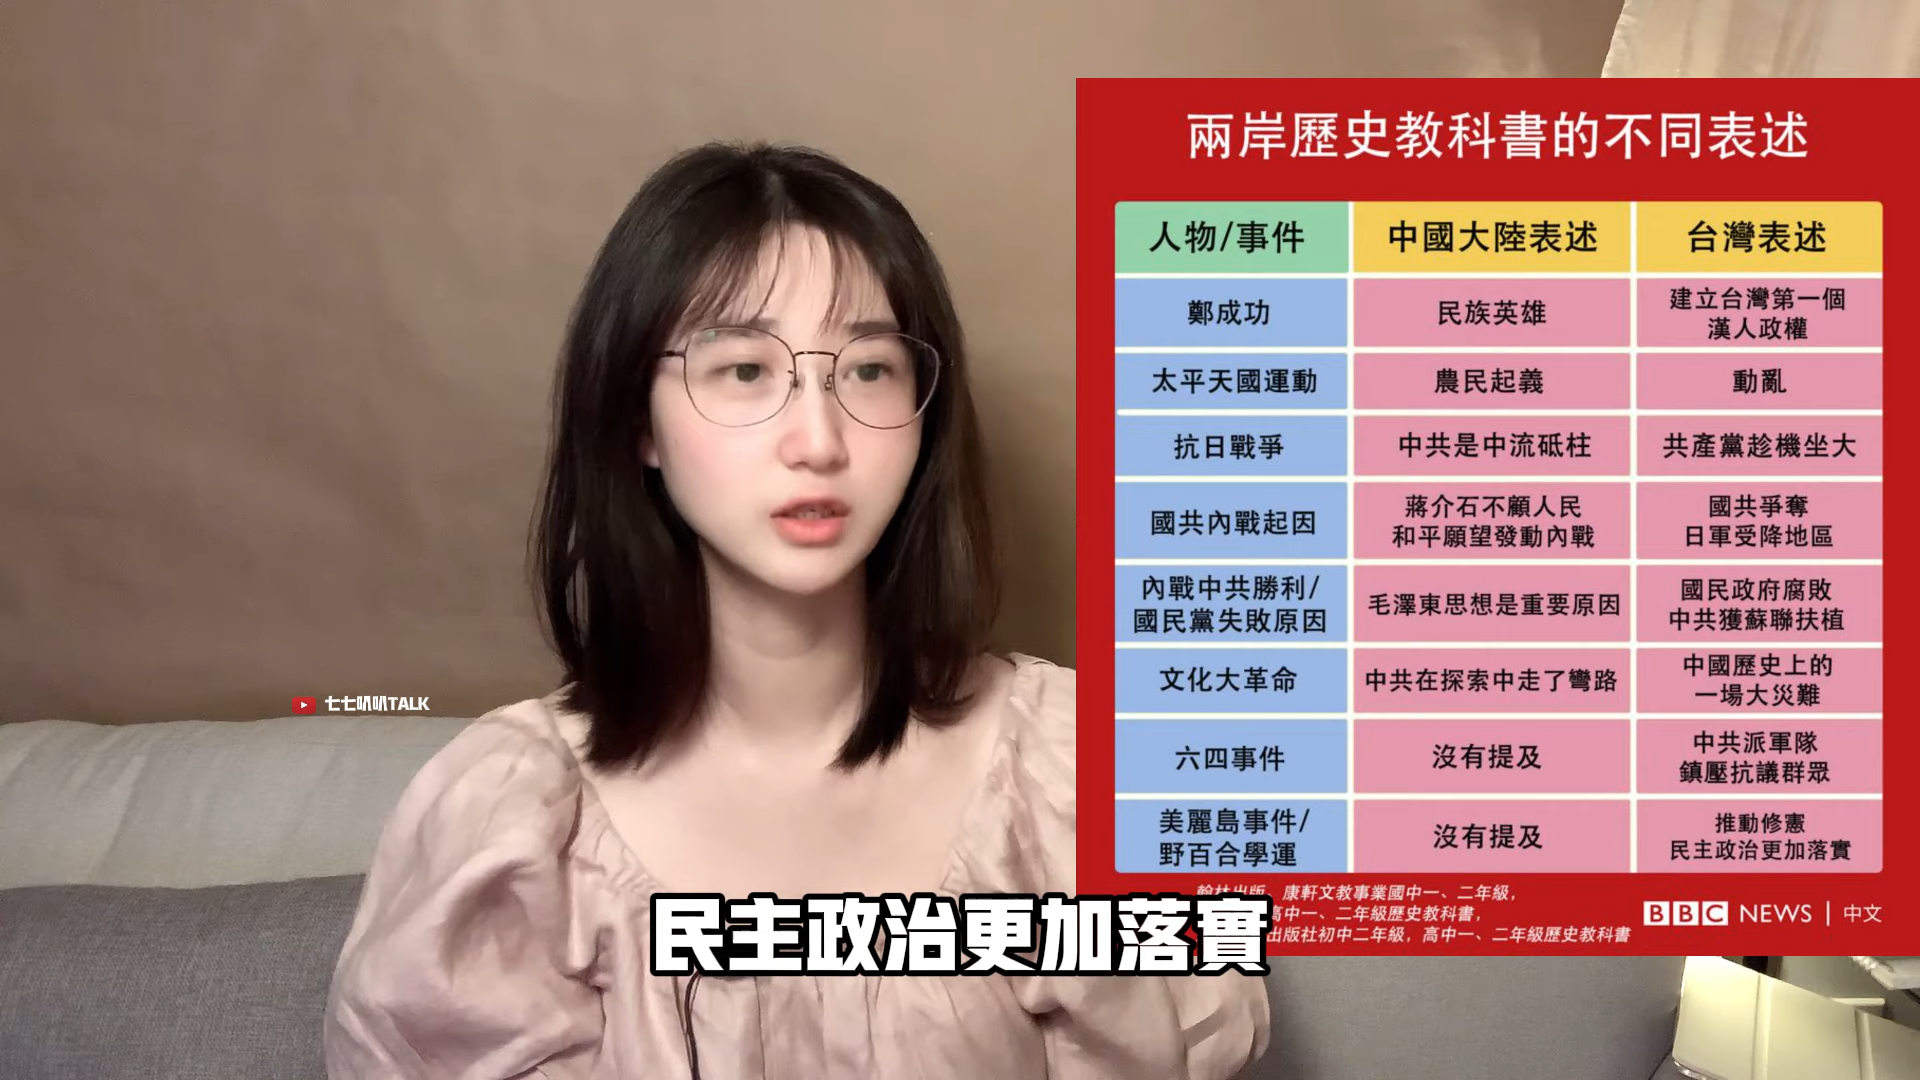 兩岸歷史教科書的不同表述
人物/事件
中國大陸表述
台灣表述
鄭成功
民族英雄
建立台灣第一個
漢人政權
太平天國運動
農民起義
動亂
抗日戰爭
中共是中流砥柱
共產黨趁機坐大
國共內戰起因
蔣介石不顧人民
和平願望發動內戰
國共爭奪
日軍受降地區
內戰中共勝利/
國民黨失敗原因
毛澤東思想是重要原因
國民政府腐敗
中共獲蘇聯扶植
文化大革命
中共在探索中走了彎路
中國歷史上的
一場大災難
六四事件
沒有提及
中共派軍隊
鎮壓抗議群眾
美麗島事件/
野百合學運
沒有提及
推動修憲
民主政治更加落實
翰林出版、康軒文教事業國中一、二年級,
高中一、二年級歷史教科書,
出版社初中二年級,高中一、二年級歷史教科書
BBC NEWS | 中文
七七叭叭TALK
民主政治更加落實